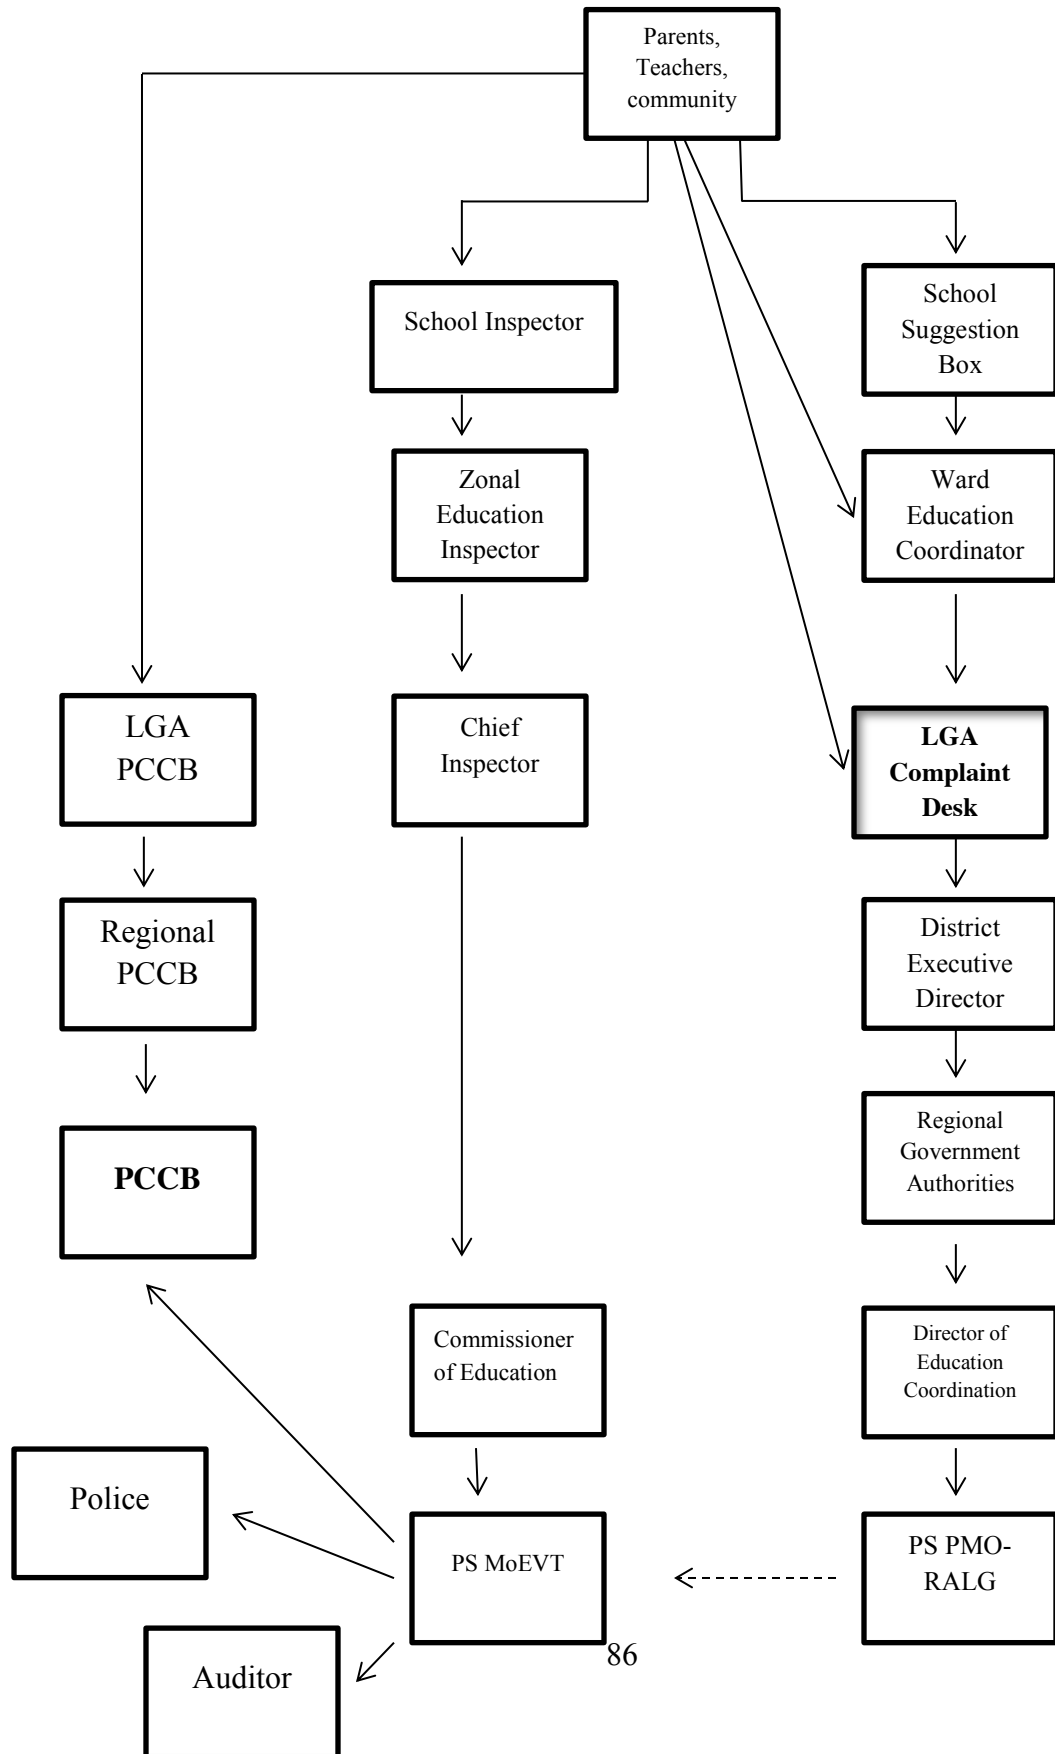 Parents,
Teachers,
community
School Inspector
School
Suggestion
Box
Zonal
Education
Inspector
Ward
Education
Coordinator
LGA
PCCB
Chief
Inspector
LGA
Complaint
Desk
Regional
PCCB
District
Executive
Director
PCCB
Regional
Government
Authorities
Commissioner
of Education
Director of
Education
Coordination
Police
PS MoEVT
PS PMO-
RALG
86
Auditor